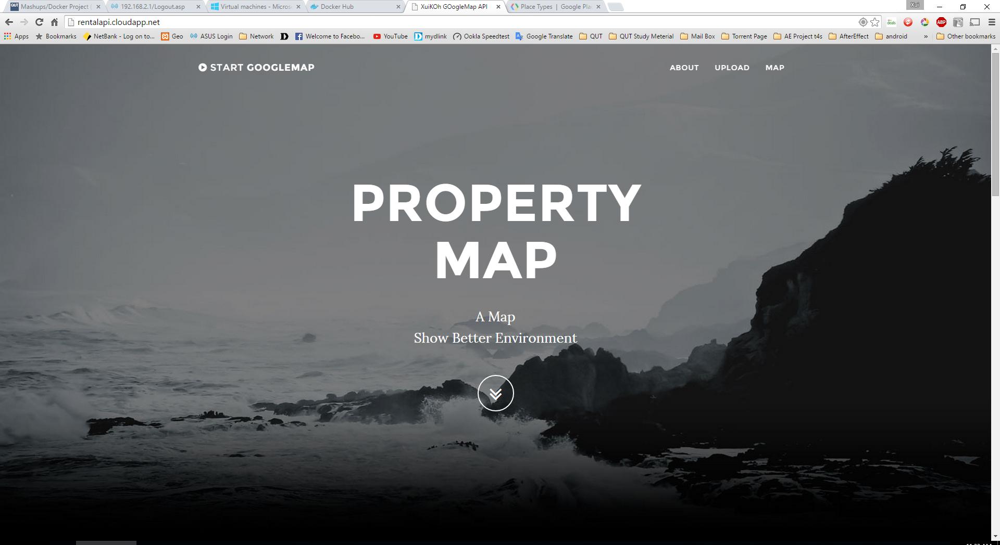 QUT Mashups/Docker Project (
192.168.2.1/Logout.asp
Virtual machines - Micros
Docker Hub
XuiKOh GOogleMap API
Place Types | Google Pla
Xui
rentalapi.cloudapp.net
deals
ABP
Apps
Bookmarks
NetBank - Log on to...
Geo
ASUS Login
Network
D
Welcome to Facebo...
YouTube
D mydlink
Ookla Speedtest
Google Translate
QUT
QUT Study Meterial
Mail Box
Torrent Page
AE Project t4s
AfterEffect
android
»
Other bookmarks
START GOOGLEMAP
ABOUT
UPLOAD
MAP
PROPERTY
MAP
A Map
Show Better Environment